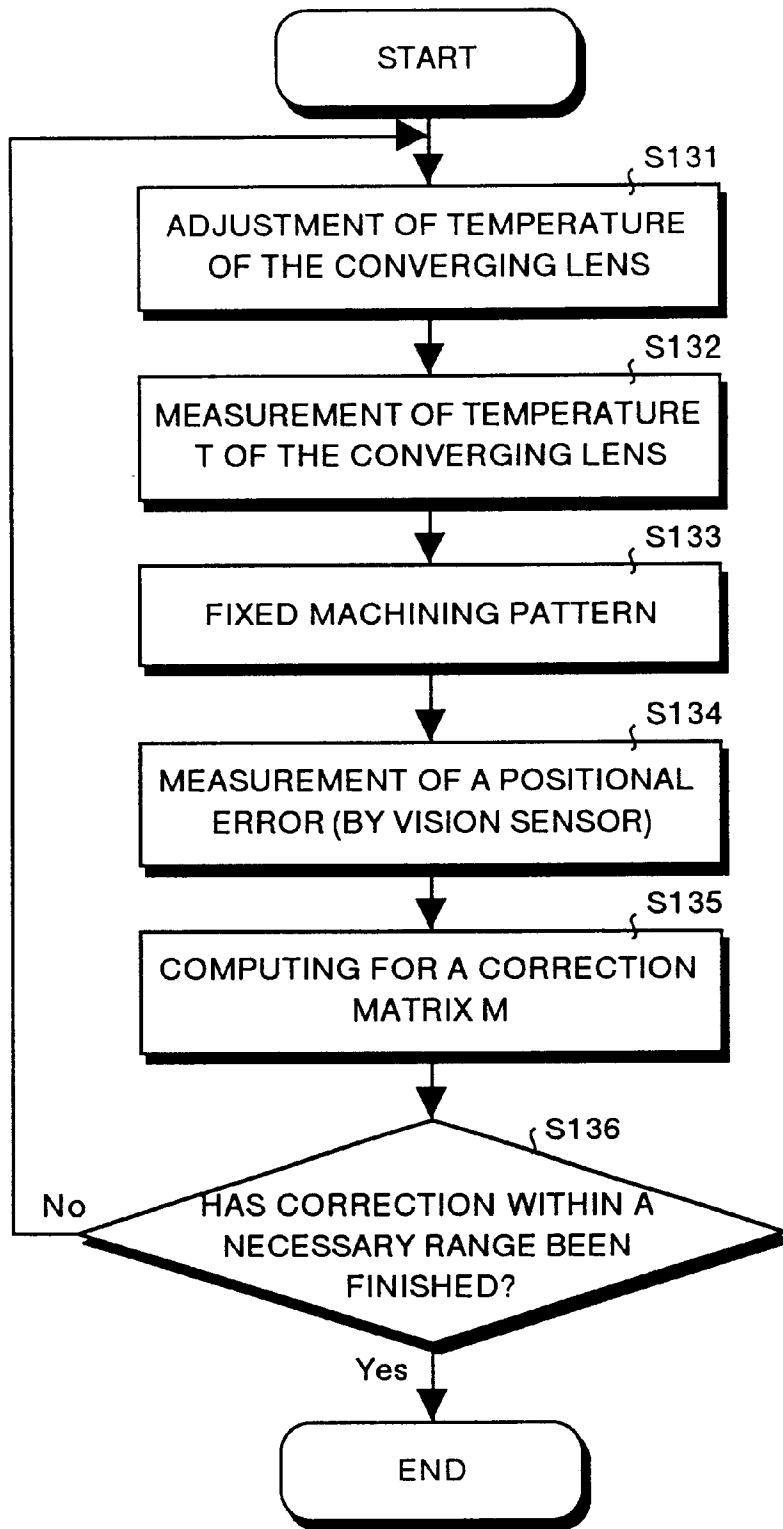 START
S131
ADJUSTMENT OF TEMPERATURE
OF THE CONVERGING LENS
S132
MEASUREMENT OF TEMPERATURE
T OF THE CONVERGING LENS
S133
FIXED MACHINING PATTERN
S134
MEASUREMENT OF A POSITIONAL
ERROR (BY VISION SENSOR)
S135
COMPUTING FOR A CORRECTION
MATRIX M
S136
No
HAS CORRECTION WITHIN A
NECESSARY RANGE BEEN
FINISHED?
Yes
END